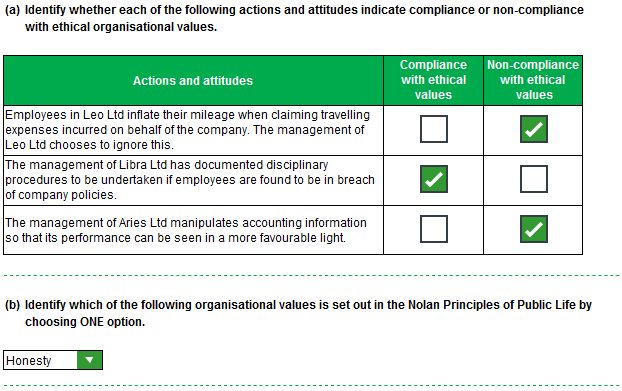 (a) Identify whether each of the following actions and attitudes indicate compliance or non-compliance
with ethical organisational values.
Actions and attitudes
Compliance
with ethical
values
Non-compliance
with ethical
values
Employees in Leo Ltd inflate their mileage when claiming travelling
expenses incurred on behalf of the company. The management of
Leo Ltd chooses to ignore this.
The management of Libra Ltd has documented disciplinary
procedures to be undertaken if employees are found to be in breach
of company policies.
The management of Aries Ltd manipulates accounting information
so that its performance can be seen in a more favourable light.
(b) Identify which of the following organisational values is set out in the Nolan Principles of Public Life by
choosing ONE option.
Honesty